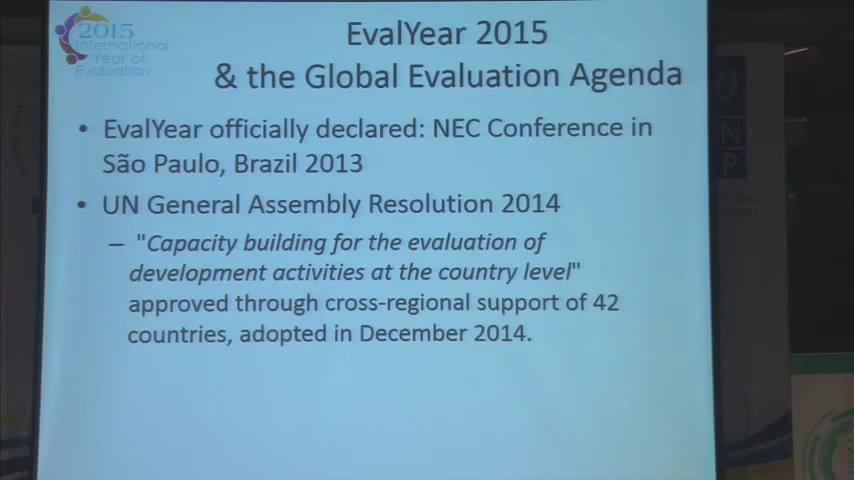 2015
International
Year of
Evaluation
EvalYear 2015
& the Global Evaluation Agenda
• EvalYear officially declared: NEC Conference in
São Paulo, Brazil 2013
• UN General Assembly Resolution 2014
– "Capacity building for the evaluation of
development activities at the country level"
approved through cross-regional support of 42
countries, adopted in December 2014.
N
P